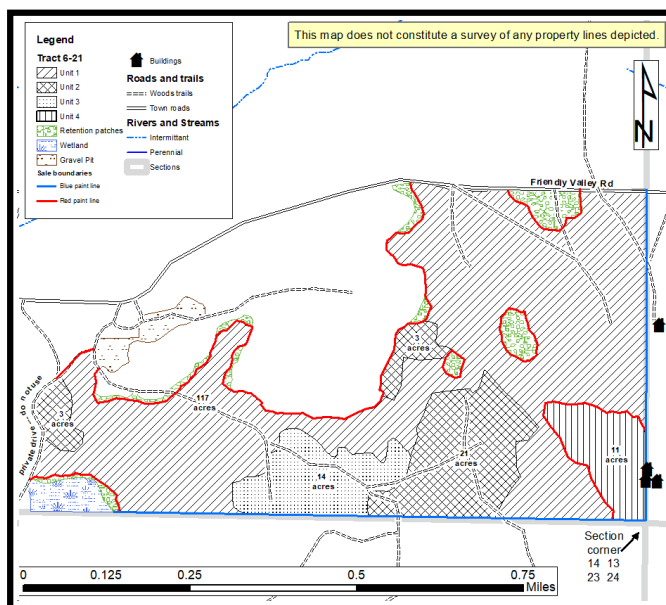 This map does not constitute a survey of any property lines depicted.
Legend
Tract 6-21
Unit 1
Unit 2
Unit 3
Unit 4
Retention patches
Wetland
Gravel Pit
Sale boundaries
Blue paint line
Red paint line
Buildings
Roads and trails
Woods trails
Town roads
Rivers and Streams
Intermittant
Perennial
Sections
N
Friendly Valley Rd
3
acres
do not use
private drive
3
acres
117
acres
14
acres
21
acres
11
acres
Section
corner
14 13
23 24
0 0.125 0.25 0.5 0.75
Miles